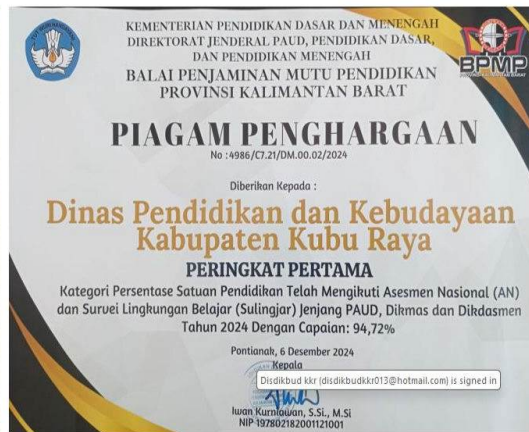 KEMENTERIAN PENDIDIKAN DASAR DAN MENENGAH
DIREKTORAT JENDERAL PAUD, PENDIDIKAN DASAR,
DAN PENDIDIKAN MENENGAH
BALAI PENJAMINAN MUTU PENDIDIKAN
PROVINSI KALIMANTAN BARAT
BPMP
PIAGAM PENGHARGAAN
No :4986/C7.21/DM.00.02/2024
Diberikan Kepada :
Dinas Pendidikan dan Kebudayaan
Kabupaten Kubu Raya
PERINGKAT PERTAMA
Kategori Persentase Satuan Pendidikan Telah Mengikuti Asesmen Nasional (AN)
dan Survei Lingkungan Belajar (Sulingjar) Jenjang PAUD, Dikmas dan Dikdasmen
Tahun 2024 Dengan Capaian: 94,72%
Pontianak, 6 Desember 2024
Kepala
Disdikbud kkr (disdikbudkkr013@hotmail.com) is signed in
Iwan Kurniawan, S.Si., M.Si
NIP 197802182001121001